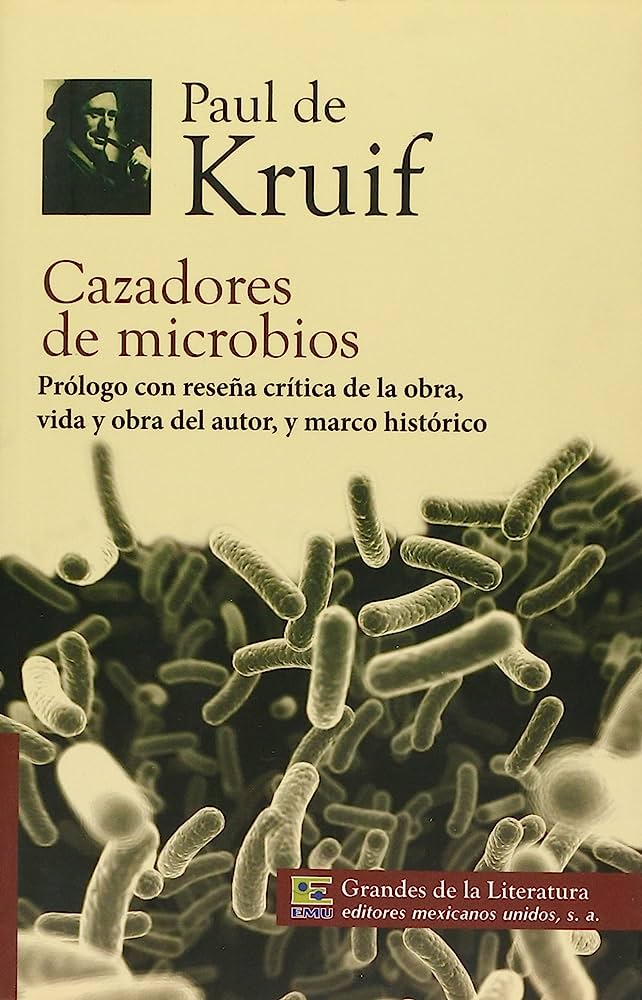 Paul de
Kruif
Cazadores
de microbios
Prólogo con reseña crítica de la obra,
vida y obra del autor, y marco histórico
EMU
Grandes de la Literatura
editores mexicanos unidos, s. a.